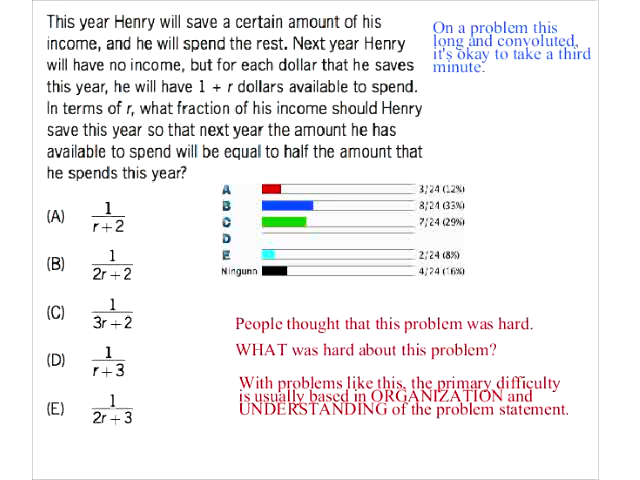 This year Henry will save a certain amount of his
income, and he will spend the rest. Next year Henry
will have no income, but for each dollar that he saves
this year, he will have 1 + r dollars available to spend.
In terms of r, what fraction of his income should Henry
save this year so that next year the amount he has
available to spend will be equal to half the amount that
he spends this year?
On a problem this
long and convoluted,
it's okay to take a third
minute.
A 3/24 (12%)
B 8/24 (33%)
C 7/24 (29%)
D
E 2/24 (8%)
Ningunn 4/24 (16%)
(A) 1/(r + 2)
(B) 1/(2r + 2)
(C) 1/(3r + 2)
(D) 1/(r + 3)
(E) 1/(2r + 3)
People thought that this problem was hard.
WHAT was hard about this problem?
With problems like this, the primary difficulty
is usually based in ORGANIZATION and
UNDERSTANDING of the problem statement.